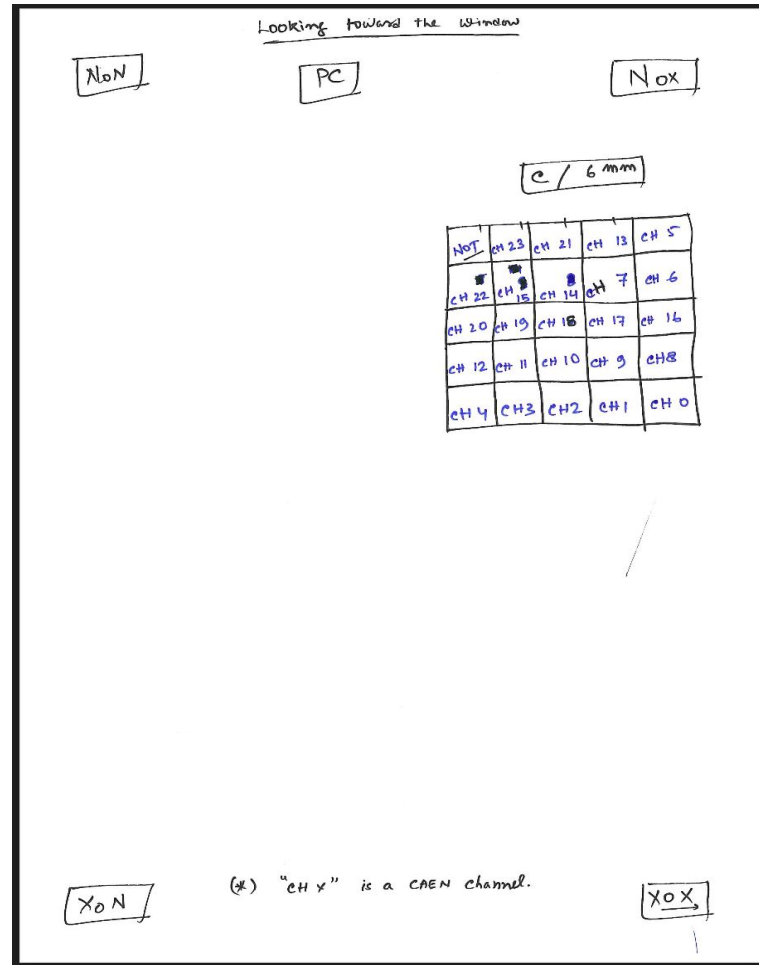 Looking toward the window
NON PC NOX
C / 6 mm
NOT CH 23 CH 21 CH 13 CH 5
CH 22 CH 15 CH 14 CH 7 CH 6
CH 20 CH 19 CH 18 CH 17 CH 16
CH 12 CH 11 CH 10 CH 9 CH8
CH 4 CH3 CH2 CH1 CH 0
(*) "CH x" is a CAEN channel.
XON XOX